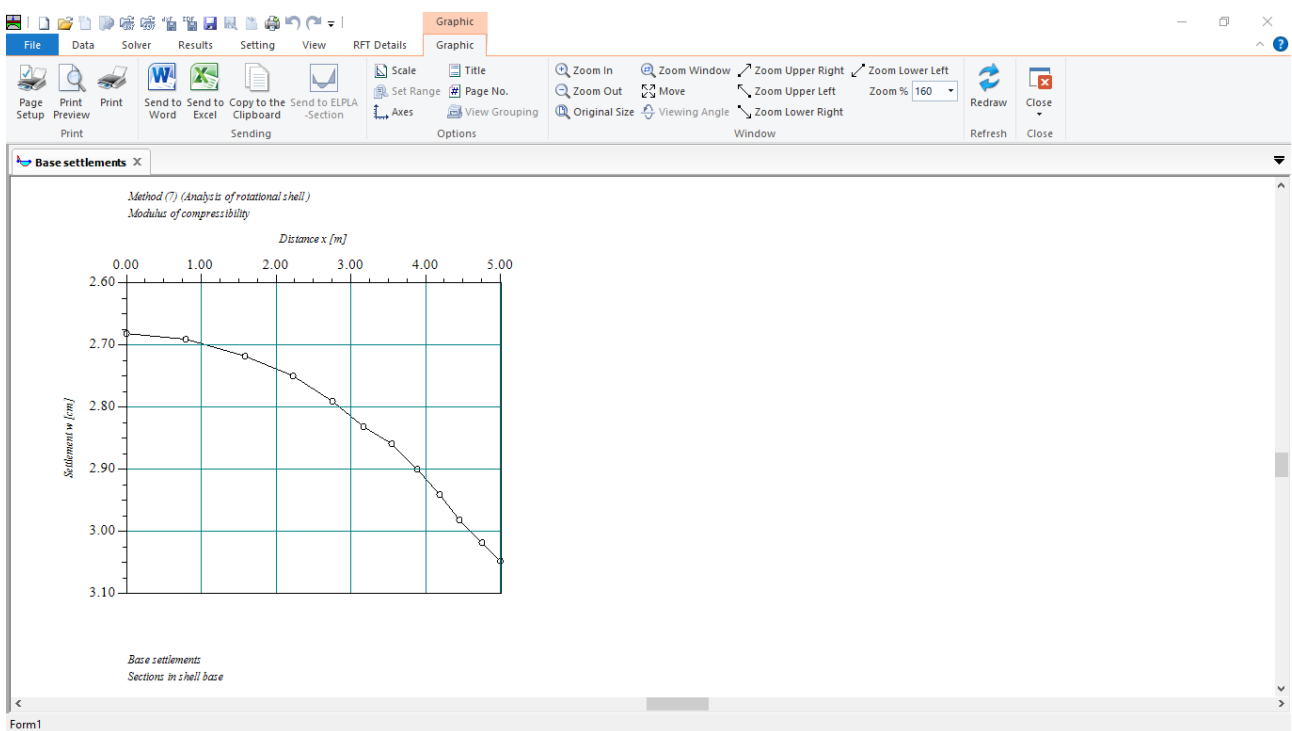 Graphic
File Data Solver Results Setting View RFT Details Graphic
Page Setup
Print Preview
Print
Send to Word
Send to Excel
Copy to the Clipboard
Send to ELPLA -Section
Scale
Set Range
Axes
Title
# Page No.
View Grouping
Zoom In
Zoom Out
Original Size
Zoom Window
Move
Viewing Angle
Zoom Upper Right
Zoom Upper Left
Zoom Lower Right
Zoom Lower Left
Zoom % 160
Redraw
Close
Print
Sending
Options
Window
Refresh
Close
Base settlements X
Method (7) (Analysis of rotational shell)
Modulus of compressibility
Distance x [m]
0.00 1.00 2.00 3.00 4.00 5.00
2.60
2.70
2.80
2.90
3.00
3.10
Settlement w [cm]
Base settlements
Sections in shell base
Form1